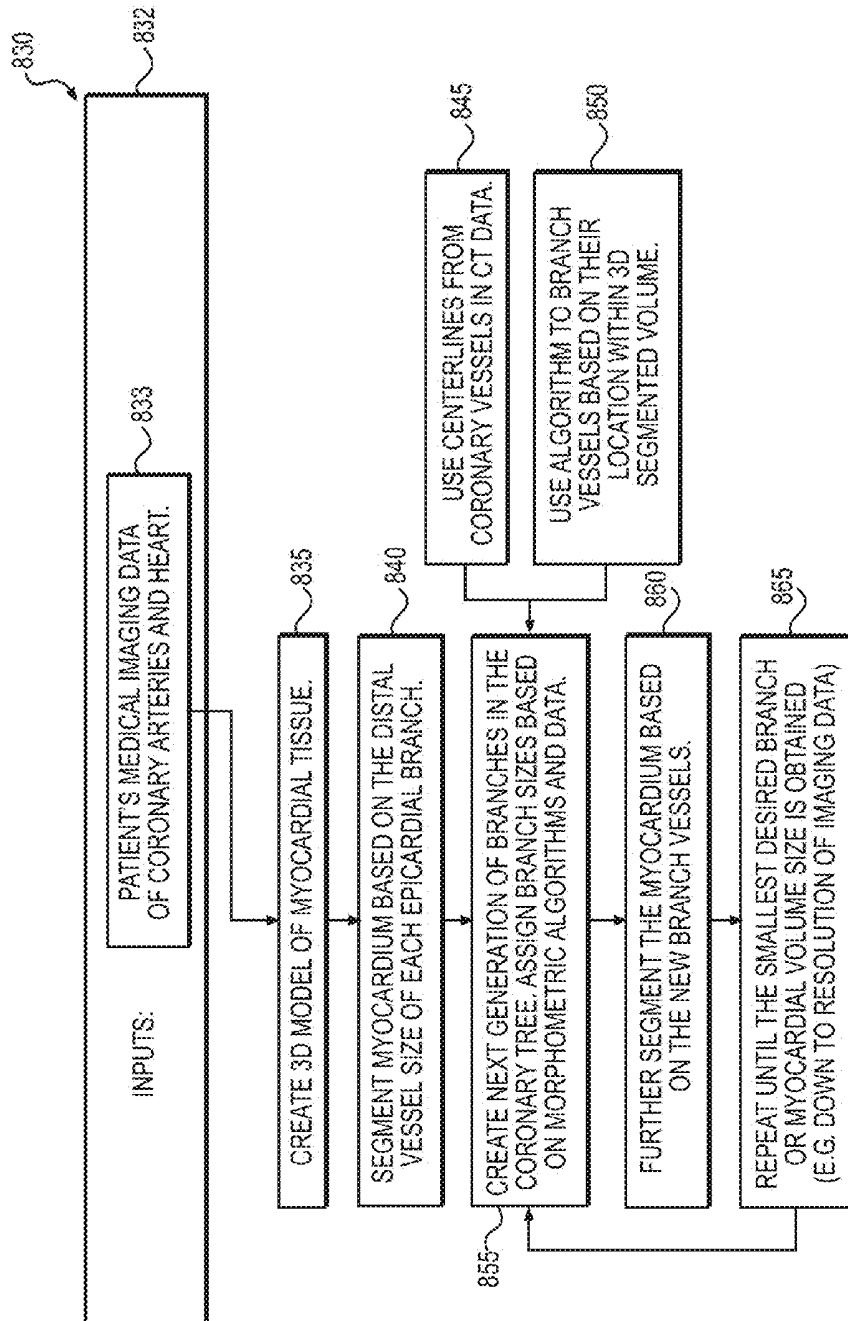 830
832
INPUTS:
833
PATIENT'S MEDICAL IMAGING DATA
OF CORONARY ARTERIES AND HEART.
835
CREATE 3D MODEL OF MYOCARDIAL TISSUE.
840
SEGMENT MYOCARDIUM BASED ON THE DISTAL
VESSEL SIZE OF EACH EPICARDIAL BRANCH.
845
USE CENTERLINES FROM
CORONARY VESSELS IN CT DATA.
850
USE ALGORITHM TO BRANCH
VESSELS BASED ON THEIR
LOCATION WITHIN 3D
SEGMENTED VOLUME.
855
CREATE NEXT GENERATION OF BRANCHES IN THE
CORONARY TREE. ASSIGN BRANCH SIZES BASED
ON MORPHOMETRIC ALGORITHMS AND DATA.
860
FURTHER SEGMENT THE MYOCARDIUM BASED
ON THE NEW BRANCH VESSELS.
865
REPEAT UNTIL THE SMALLEST DESIRED BRANCH
OR MYOCARDIAL VOLUME SIZE IS OBTAINED
(E.G. DOWN TO RESOLUTION OF IMAGING DATA)